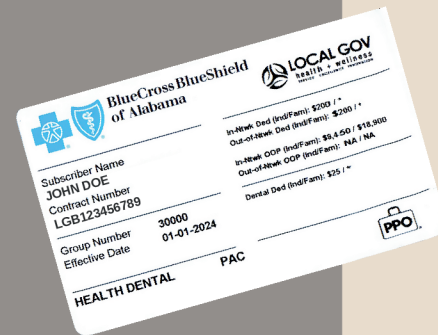 BlueCross BlueShield
of Alabama
LOCAL GOV
health + wellness
Subscriber Name
JOHN DOE
Contract Number
LGB123456789
Group Number 30000
Effective Date 01-01-2024
HEALTH DENTAL PAC
In-Ntwk Ded (Ind/Fam): $200 / *
Out-of-Ntwk Ded (Ind/Fam): $200 / *
In-Ntwk OOP (Ind/Fam): $9,450 / $18,900
Out-of-Ntwk OOP (Ind/Fam): NA / NA
Dental Ded (Ind/Fam): $25 / *
PPO